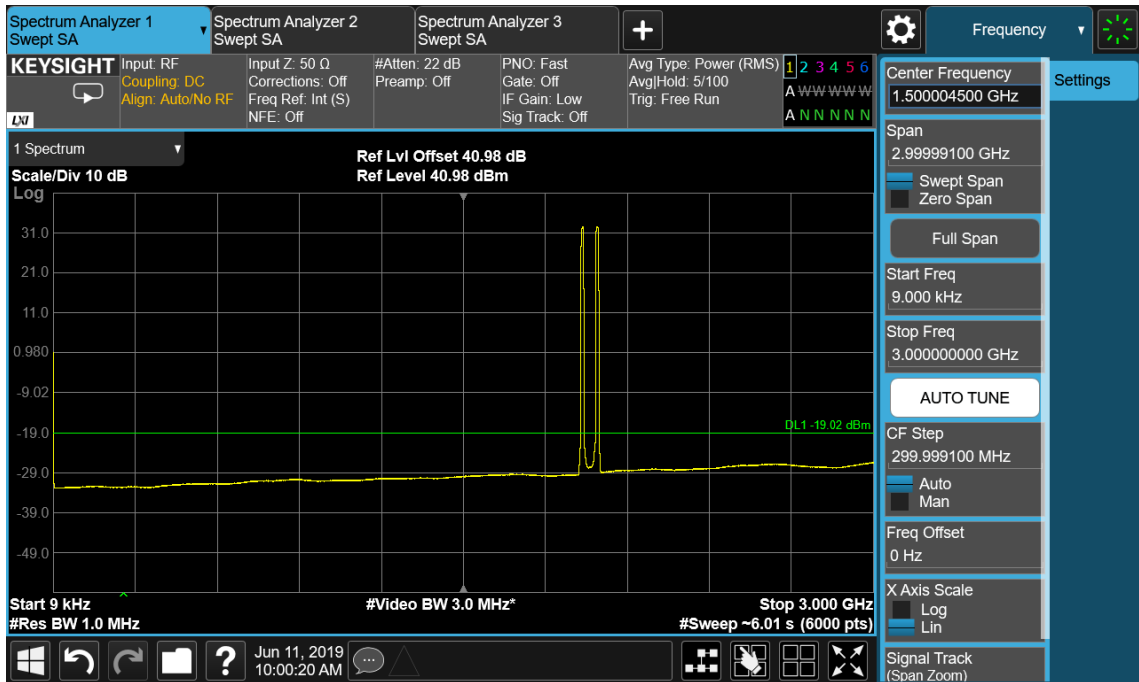 Spectrum Analyzer 1
Swept SA
Spectrum Analyzer 2
Swept SA
Spectrum Analyzer 3
Swept SA
Frequency
KEYSIGHT
LXI
Input: RF
Coupling: DC
Align: Auto/No RF
Input Z: 50 Ω
Corrections: Off
Freq Ref: Int (S)
NFE: Off
#Atten: 22 dB
Preamp: Off
PNO: Fast
Gate: Off
IF Gain: Low
Sig Track: Off
Avg Type: Power (RMS)
Avg|Hold: 5/100
Trig: Free Run
1 2 3 4 5 6
A W W W W W
A N N N N N
1 Spectrum
Scale/Div 10 dB
Ref Lvl Offset 40.98 dB
Ref Level 40.98 dBm
Log
31.0
21.0
11.0
0.980
-9.02
-19.0
-29.0
-39.0
-49.0
DL1 -19.02 dBm
Start 9 kHz
#Video BW 3.0 MHz*
Stop 3.000 GHz
#Res BW 1.0 MHz
#Sweep ~6.01 s (6000 pts)
Jun 11, 2019
10:00:20 AM
Center Frequency
1.500004500 GHz
Settings
Span
2.99999100 GHz
Swept Span
Zero Span
Full Span
Start Freq
9.000 kHz
Stop Freq
3.000000000 GHz
AUTO TUNE
CF Step
299.999100 MHz
Auto
Man
Freq Offset
0 Hz
X Axis Scale
Log
Lin
Signal Track
(Span Zoom)